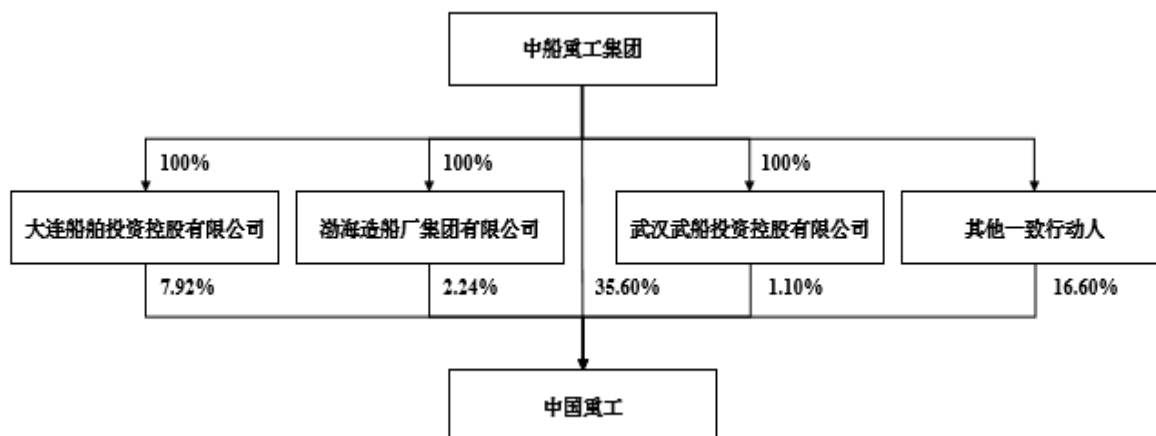 中船重工集团
100%
100%
100%
大连船舶投资控股有限公司
渤海造船厂集团有限公司
武汉武船投资控股有限公司
其他一致行动人
7.92%
2.24%
35.60%
1.10%
16.60%
中国重工